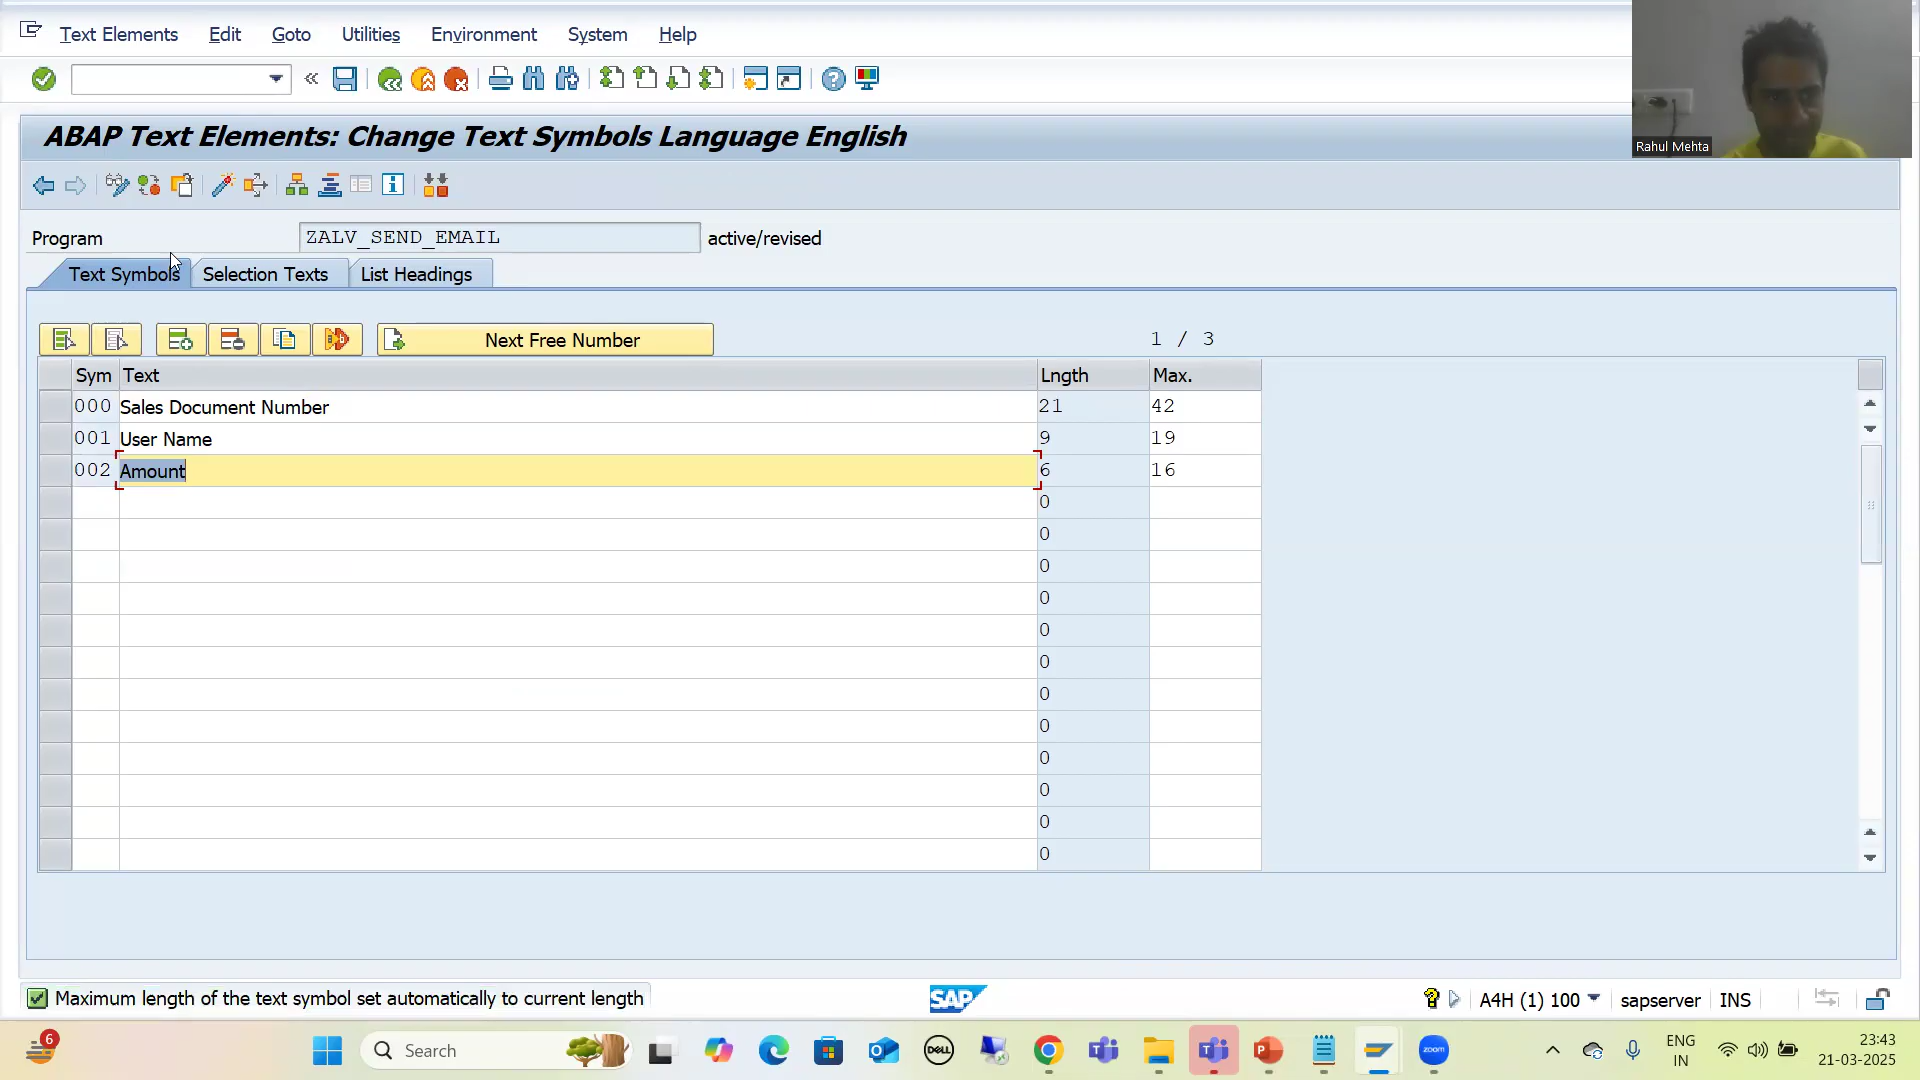 Text Elements Edit Goto Utilities Environment System Help
ABAP Text Elements: Change Text Symbols Language English
Rahul Mehta
Program ZALV_SEND_EMAIL active/revised
Text Symbols Selection Texts List Headings
Next Free Number 1 / 3
Sym Text Lngth Max.
000 Sales Document Number 21 42
001 User Name 9 19
002 Amount 6 16
0
0
0
0
0
0
0
0
0
0
0
0
Maximum length of the text symbol set automatically to current length SAP A4H (1) 100 sapserver INS
6 Search DELL zoom ENG
IN 23:43
21-03-2025